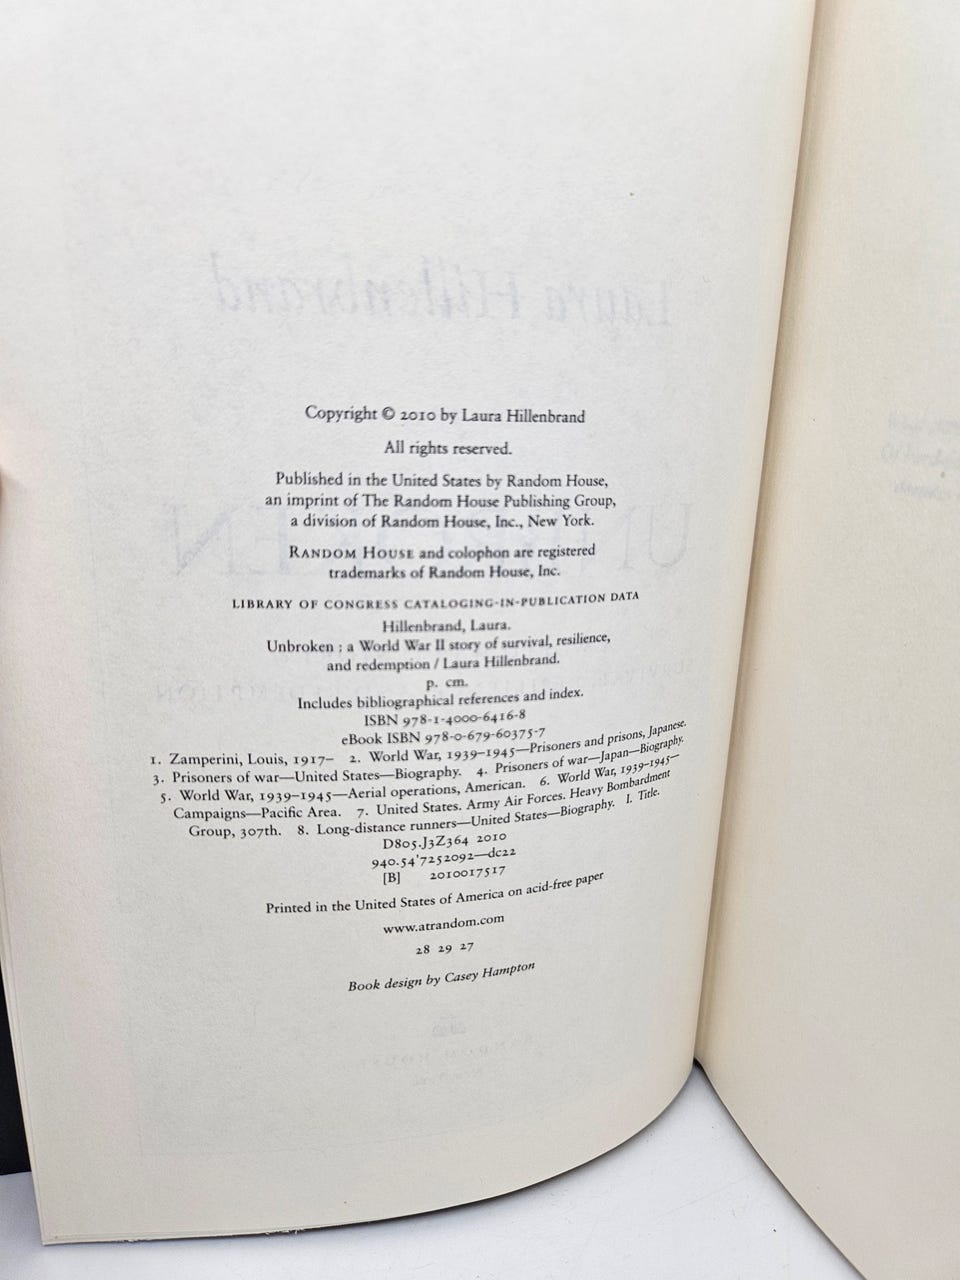 Copyright © 2010 by Laura Hillenbrand
All rights reserved.
Published in the United States by Random House,
an imprint of The Random House Publishing Group,
a division of Random House, Inc., New York.
RANDOM HOUSE and colophon are registered
trademarks of Random House, Inc.
LIBRARY OF CONGRESS CATALOGING-IN-PUBLICATION DATA
Hillenbrand, Laura.
Unbroken : a World War II story of survival, resilience,
and redemption / Laura Hillenbrand.
p. cm.
Includes bibliographical references and index.
ISBN 978-1-4000-6416-8
eBook ISBN 978-0-679-60375-7
1. Zamperini, Louis, 1917– 2. World War, 1939–1945—Prisoners and prisons, Japanese.
3. Prisoners of war—United States—Biography. 4. Prisoners of war—Japan—Biography.
5. World War, 1939–1945—Aerial operations, American. 6. World War, 1939–1945—
Campaigns—Pacific Area. 7. United States. Army Air Forces. Heavy Bombardment
Group, 307th. 8. Long-distance runners—United States—Biography. I. Title.
D805.J3Z364 2010
940.54'7252092—dc22
[B] 2010017517
Printed in the United States of America on acid-free paper
www.atrandom.com
28 29 27
Book design by Casey Hampton